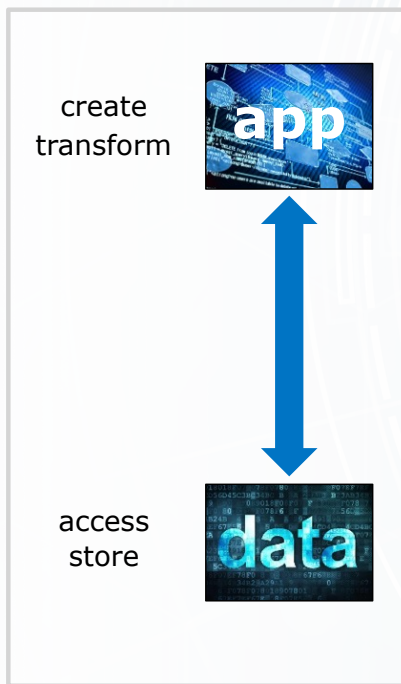 create
transform
app
access
store
data